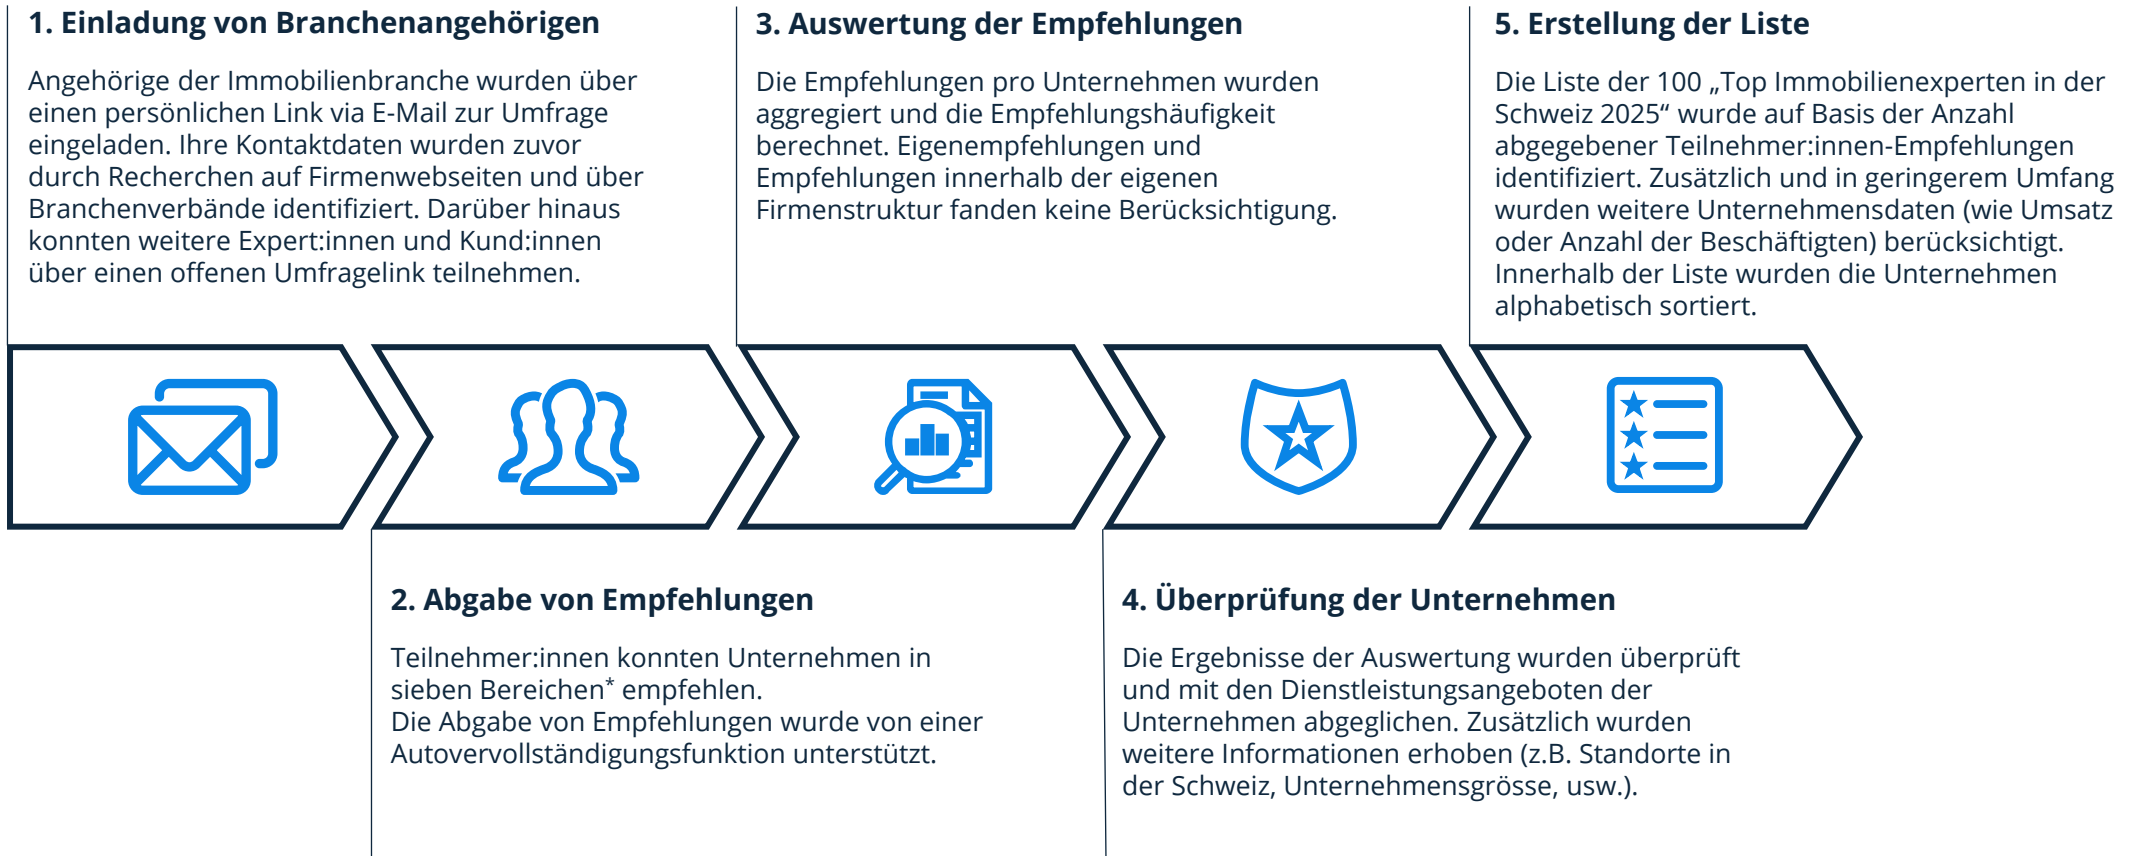 1. Einladung von Branchenangehörigen
Angehörige der Immobilienbranche wurden über
einen persönlichen Link via E-Mail zur Umfrage
eingeladen. Ihre Kontaktdaten wurden zuvor
durch Recherchen auf Firmenwebseiten und über
Branchenverbände identifiziert. Darüber hinaus
konnten weitere Expert:innen und Kund:innen
über einen offenen Umfragelink teilnehmen.
2. Abgabe von Empfehlungen
Teilnehmer:innen konnten Unternehmen in
sieben Bereichen* empfehlen.
Die Abgabe von Empfehlungen wurde von einer
Autovervollständigungsfunktion unterstützt.
3. Auswertung der Empfehlungen
Die Empfehlungen pro Unternehmen wurden
aggregiert und die Empfehlungshäufigkeit
berechnet. Eigenempfehlungen und
Empfehlungen innerhalb der eigenen
Firmenstruktur fanden keine Berücksichtigung.
4. Überprüfung der Unternehmen
Die Ergebnisse der Auswertung wurden überprüft
und mit den Dienstleistungsangeboten der
Unternehmen abgeglichen. Zusätzlich wurden
weitere Informationen erhoben (z.B. Standorte in
der Schweiz, Unternehmensgrösse, usw.).
5. Erstellung der Liste
Die Liste der 100 „Top Immobilienexperten in der
Schweiz 2025“ wurde auf Basis der Anzahl
abgegebener Teilnehmer:innen-Empfehlungen
identifiziert. Zusätzlich und in geringerem Umfang
wurden weitere Unternehmensdaten (wie Umsatz
oder Anzahl der Beschäftigten) berücksichtigt.
Innerhalb der Liste wurden die Unternehmen
alphabetisch sortiert.